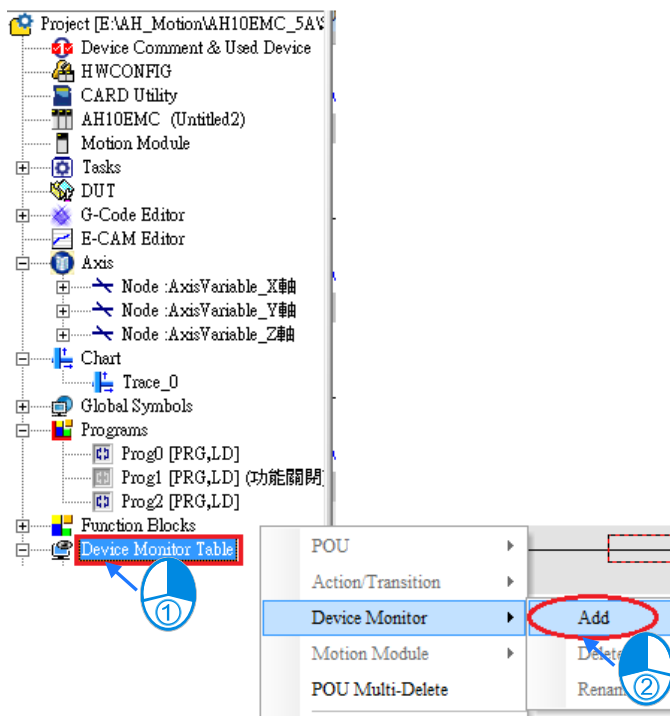 Project [E:\AH_Motion\AH10EMC_5A\
Device Comment & Used Device
HWCONFIG
CARD Utility
AH10EMC (Untitled2)
Motion Module
Tasks
DUT
G-Code Editor
E-CAM Editor
Axis
Node :AxisVariable_X軸
Node :AxisVariable_Y軸
Node :AxisVariable_Z軸
Chart
Trace_0
Global Symbols
Programs
Prog0 [PRG,LD]
Prog1 [PRG,LD] (功能關閉
Prog2 [PRG,LD]
Function Blocks
Device Monitor Table
①
POU
Action/Transition
Device Monitor
Motion Module
POU Multi-Delete
Add
Delete
Renam
②